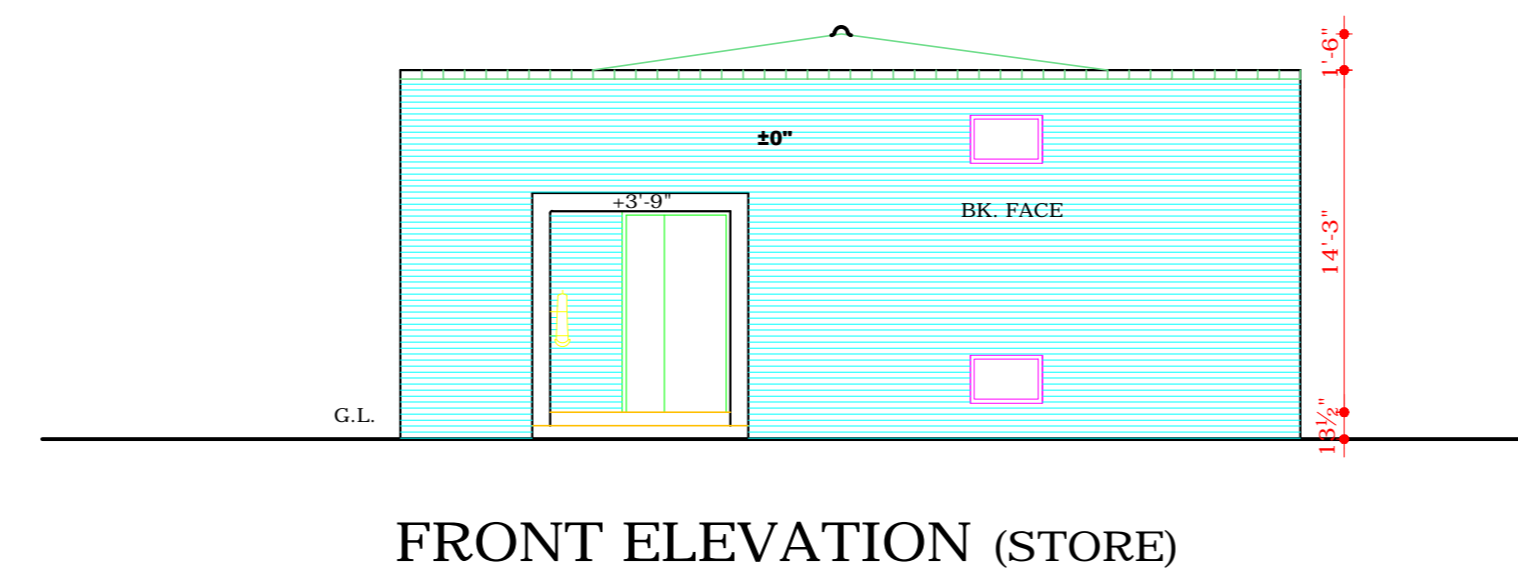 1'-6"
±0"
+3'-9"
BK. FACE
14'-3"
G.L.
13½"
FRONT ELEVATION (STORE)